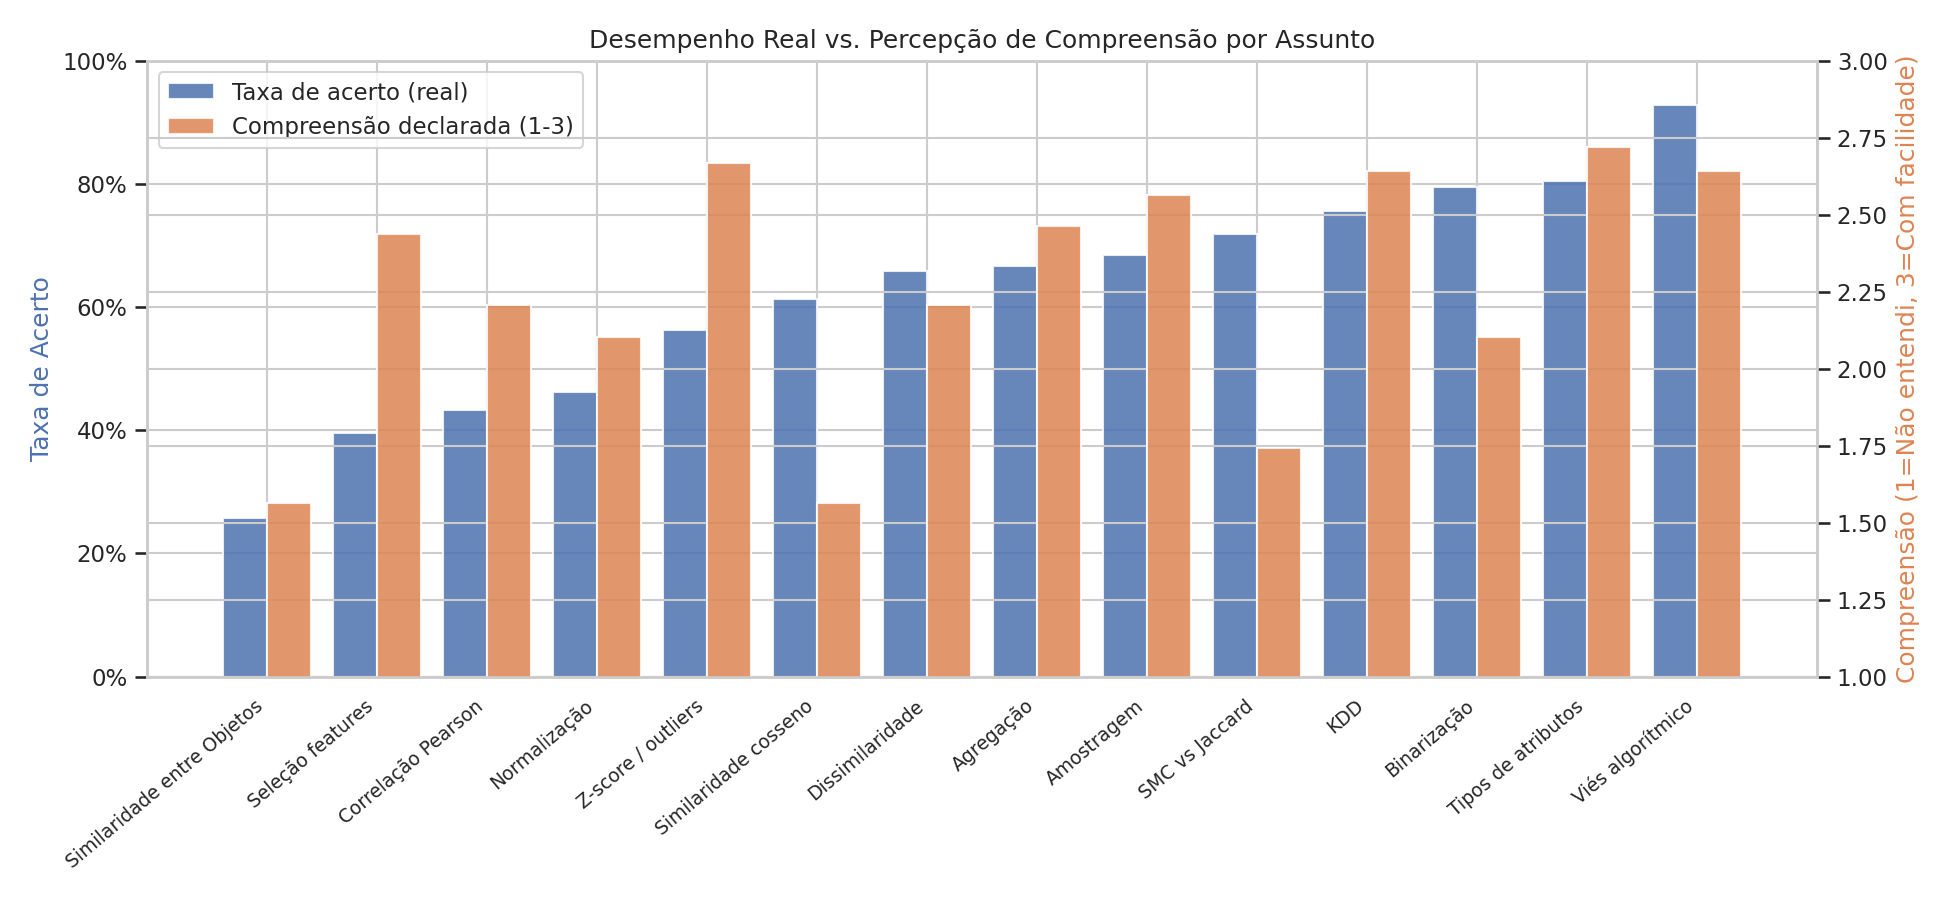 Desempenho Real vs. Percepção de Compreensão por Assunto
Taxa de acerto (real)
Compreensão declarada (1-3)
Taxa de Acerto
100%
80%
60%
40%
20%
0%
3.00
2.75
2.50
2.25
2.00
1.75
1.50
1.25
1.00
Compreensão (1=Não entendi, 3=Com facilidade)
Similaridade entre Objetos
Seleção features
Correlação Pearson
Normalização
Z-score / outliers
Similaridade cosseno
Dissimilaridade
Agregação
Amostragem
SMC vs Jaccard
KDD
Binarização
Tipos de atributos
Viés algorítmico